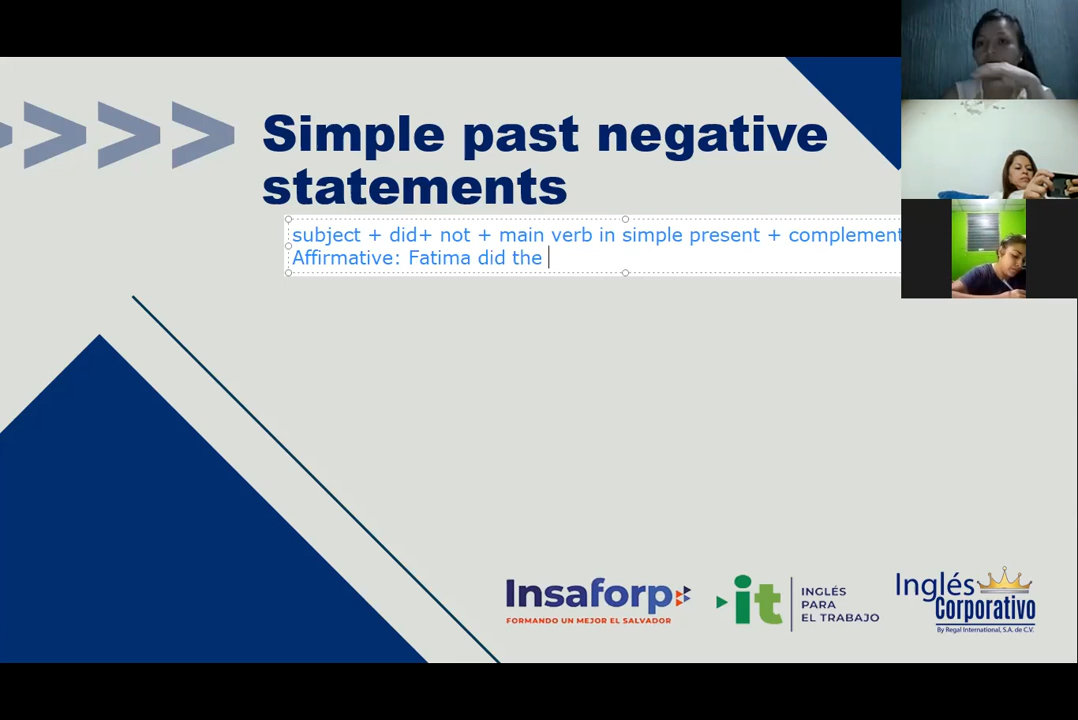 >>>>
Simple past negative
statements
subject + did+ not + main verb in simple present + complement
Affirmative: Fatima did the
Insaforp
FORMANDO UN MEJOR EL SALVADOR
it
INGLÉS
PARA
EL TRABAJO
Inglés
Corporativo
By Regal International, S.A. de C.V.